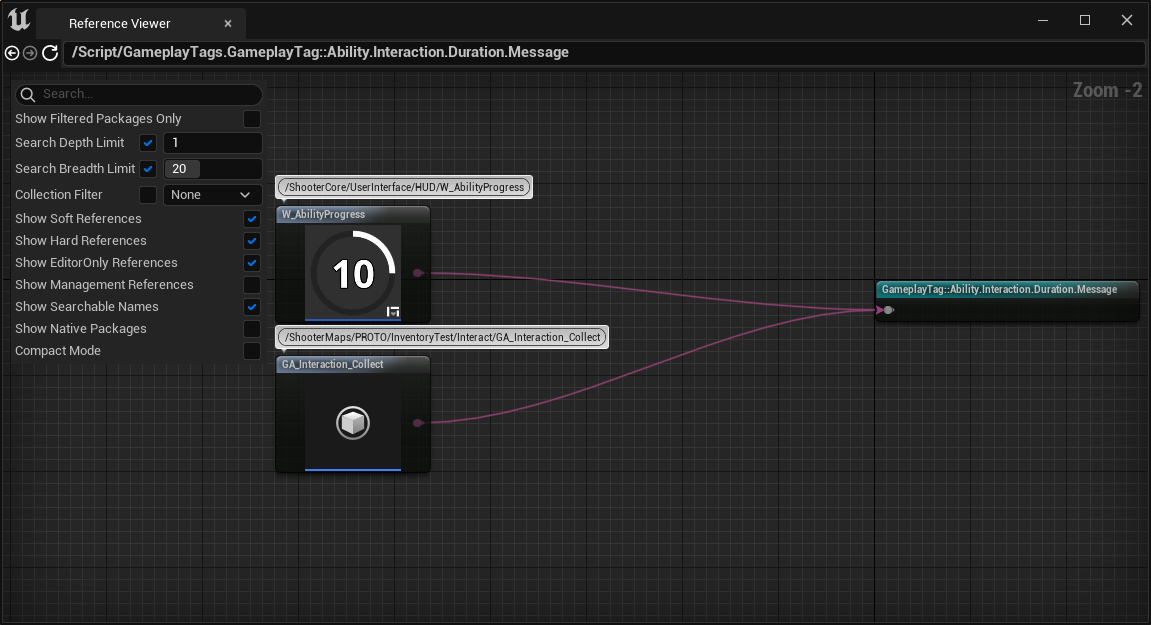 Reference Viewer
/Script/GameplayTags.GameplayTag::Ability.Interaction.Duration.Message
Zoom -2
Search...
Show Filtered Packages Only
Search Depth Limit 1
Search Breadth Limit 20
Collection Filter None
Show Soft References
Show Hard References
Show EditorOnly References
Show Management References
Show Searchable Names
Show Native Packages
Compact Mode
/ShooterCore/UserInterface/HUD/W_AbilityProgress
W_AbilityProgress
10
/ShooterMaps/PROTO/InventoryTest/Interact/GA_Interaction_Collect
GA_Interaction_Collect
GameplayTag::Ability.Interaction.Duration.Message